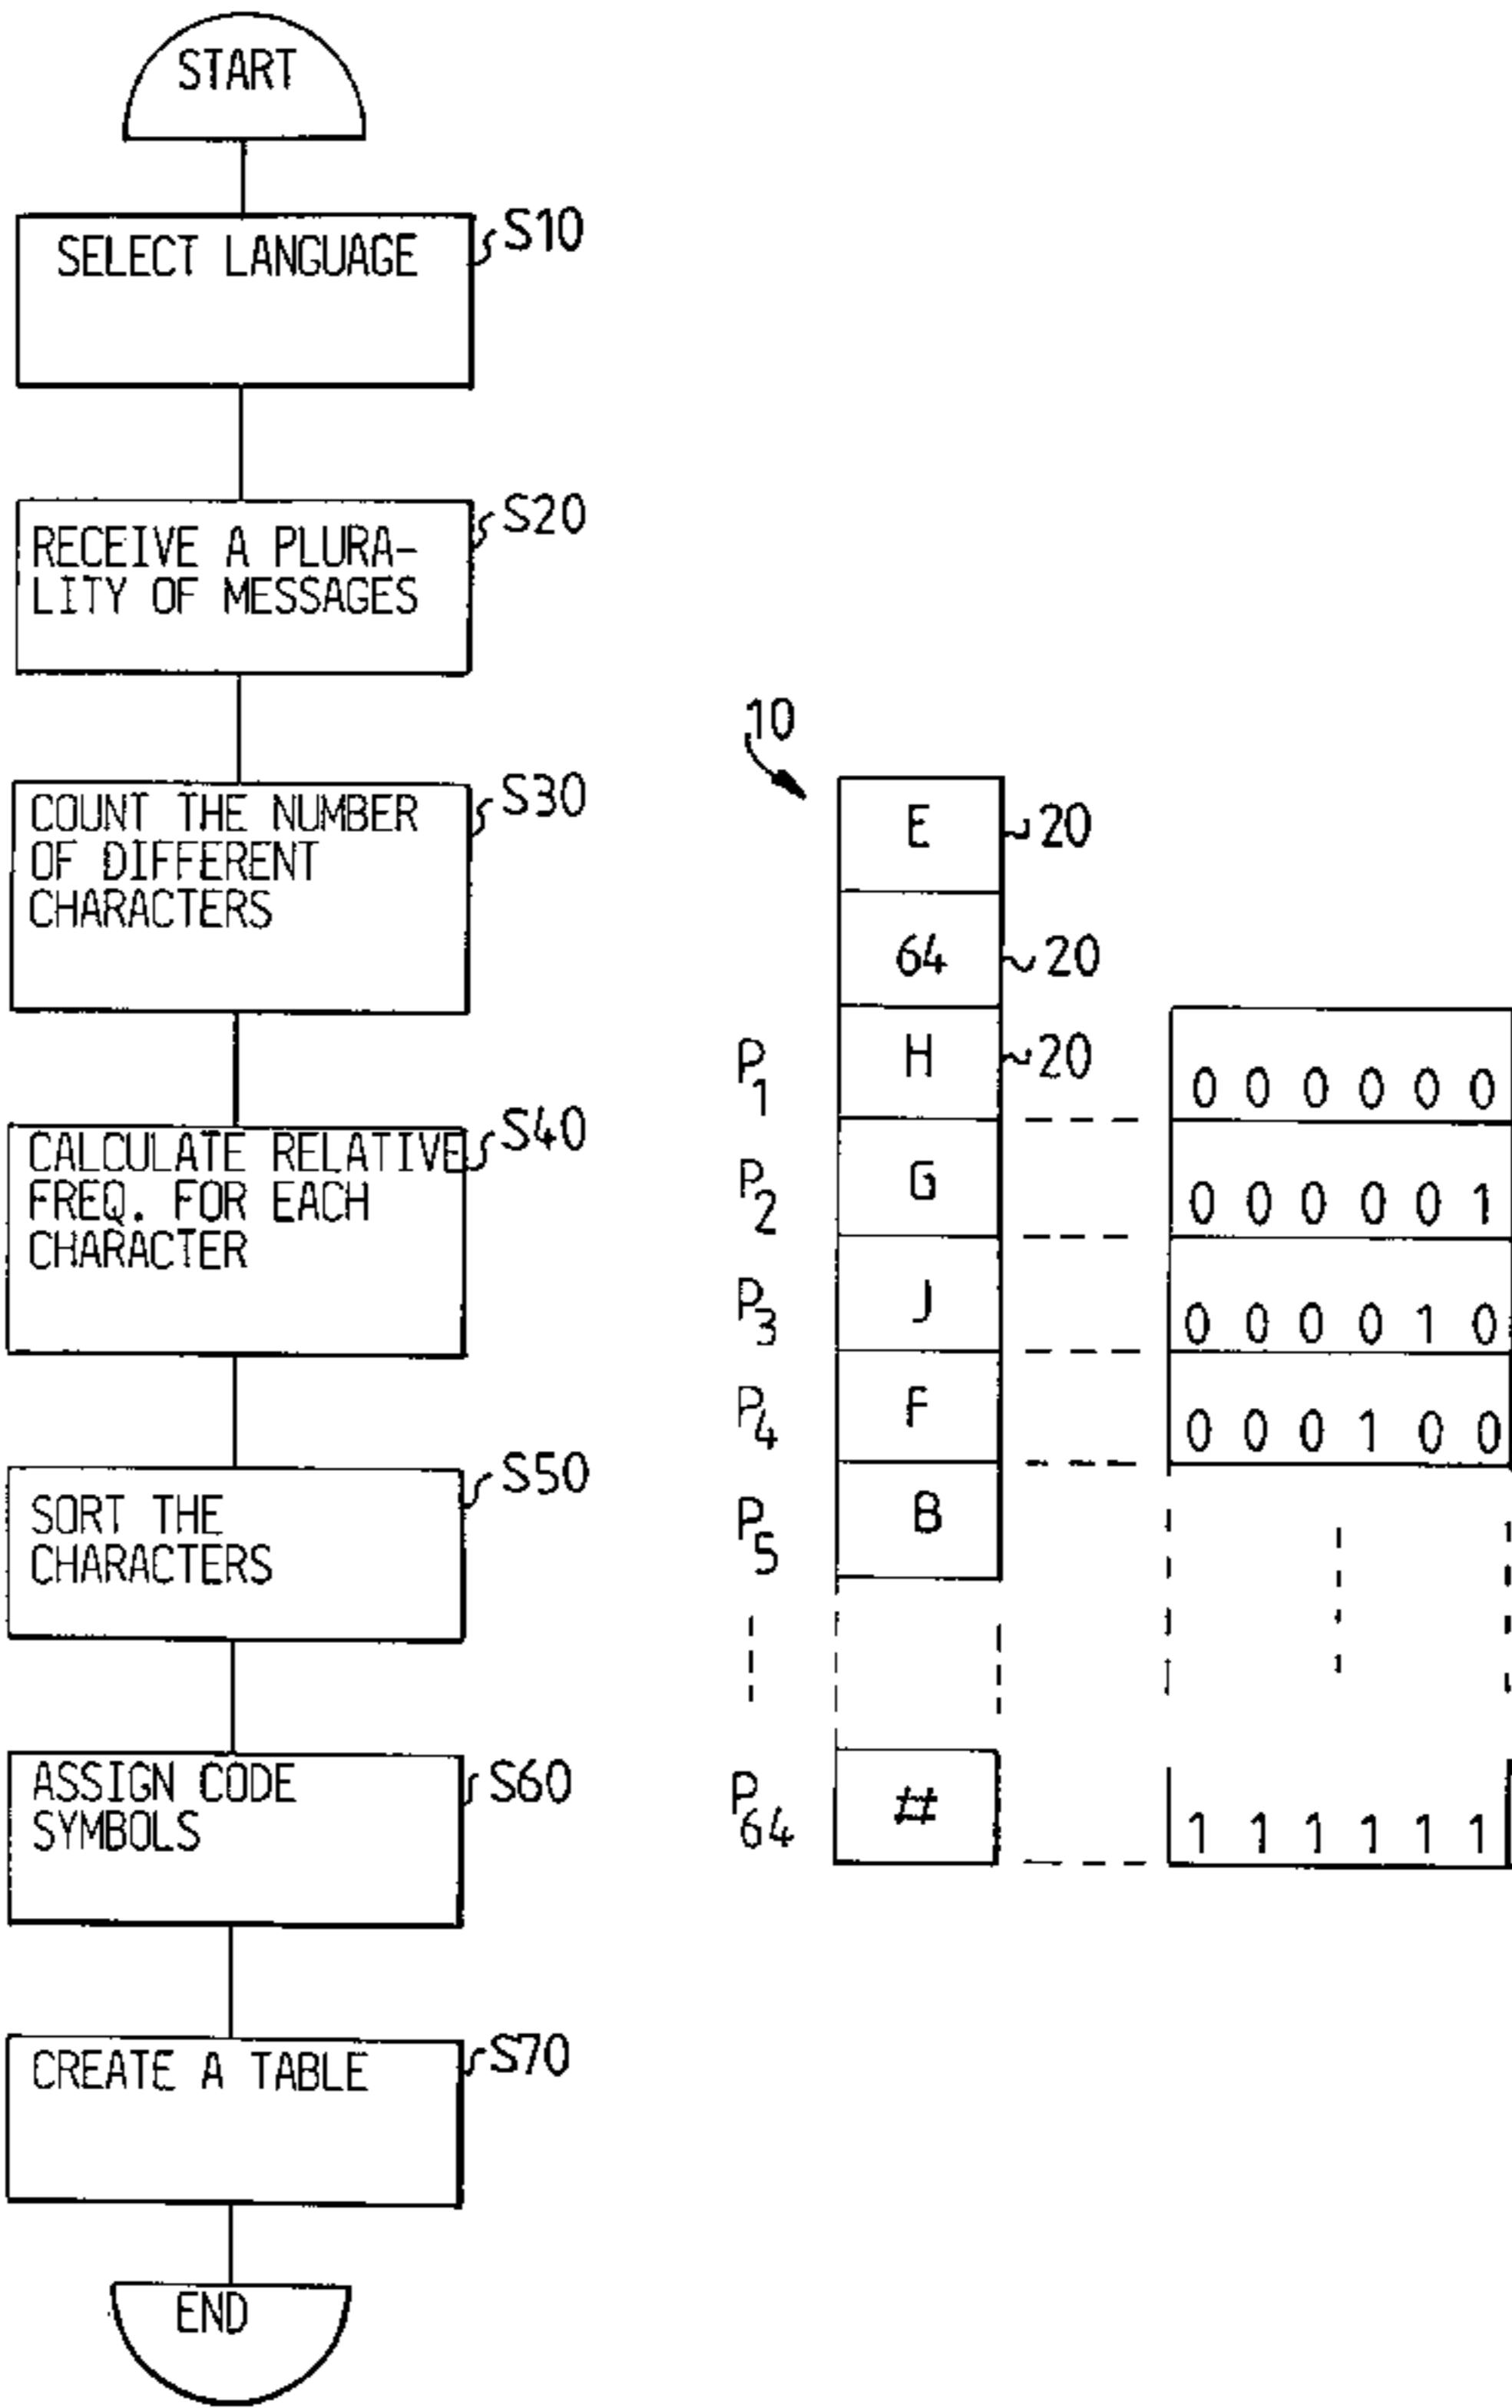 START
SELECT LANGUAGE
S10
RECEIVE A PLURA-
LITY OF MESSAGES
S20
COUNT THE NUMBER
OF DIFFERENT
CHARACTERS
S30
CALCULATE RELATIVE
FREQ. FOR EACH
CHARACTER
S40
SORT THE
CHARACTERS
S50
ASSIGN CODE
SYMBOLS
S60
CREATE A TABLE
S70
END
10
E 20
64 20
P1 H 20 0 0 0 0 0 0
P2 G 0 0 0 0 0 1
P3 J 0 0 0 0 1 0
P4 F 0 0 0 1 0 0
P5 B
P64 # 1 1 1 1 1 1